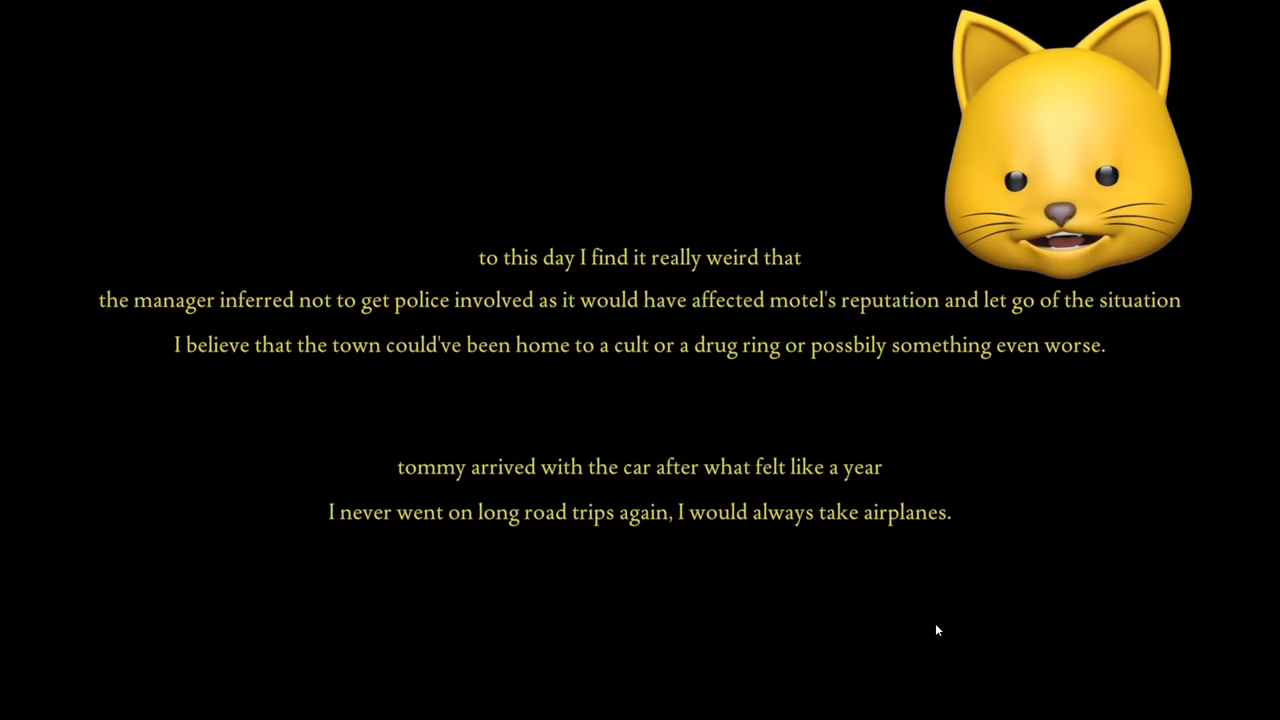 to this day I find it really weird that
the manager inferred not to get police involved as it would have affected motel's reputation and let go of the situation
I believe that the town could've been home to a cult or a drug ring or possbily something even worse.
tommy arrived with the car after what felt like a year
I never went on long road trips again, I would always take airplanes.